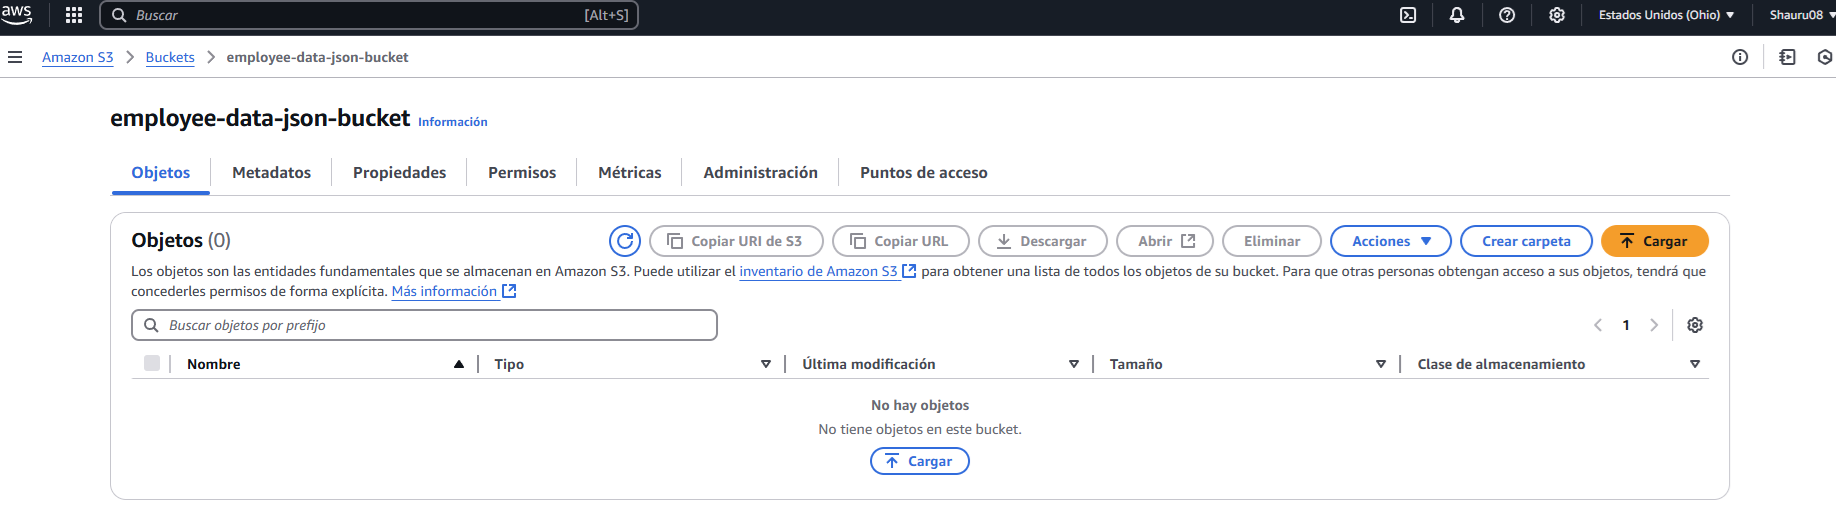 aws Buscar [Alt+S] Estados Unidos (Ohio) Shauru08
Amazon S3 Buckets employee-data-json-bucket
employee-data-json-bucket Información
Objetos Metadatos Propiedades Permisos Métricas Administración Puntos de acceso
Objetos (0) Copiar URI de S3 Copiar URL Descargar Abrir Eliminar Acciones Crear carpeta Cargar
Los objetos son las entidades fundamentales que se almacenan en Amazon S3. Puede utilizar el inventario de Amazon S3 para obtener una lista de todos los objetos de su bucket. Para que otras personas obtengan acceso a sus objetos, tendrá que
concederles permisos de forma explícita. Más información
Buscar objetos por prefijo 1
Nombre Tipo Última modificación Tamaño Clase de almacenamiento
No hay objetos
No tiene objetos en este bucket.
Cargar